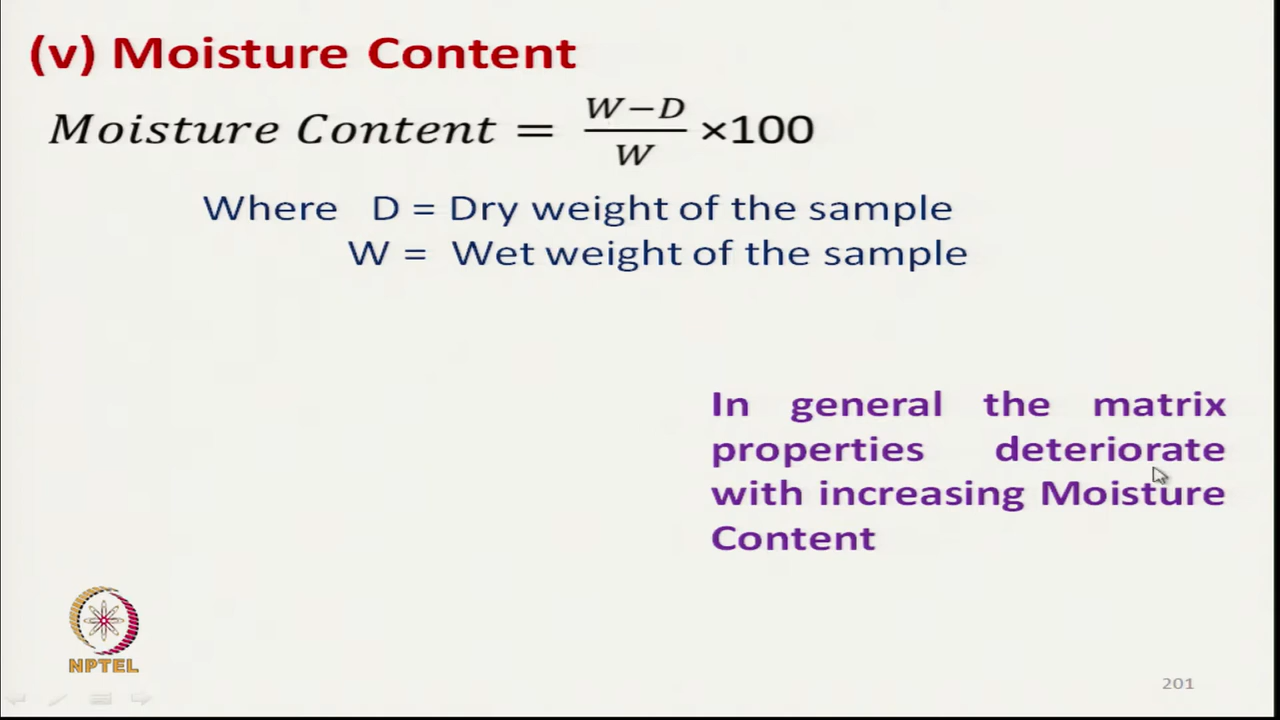 (v) Moisture Content
Moisture Content = W−D/W ×100
Where D = Dry weight of the sample
W = Wet weight of the sample
In general the matrix
properties deteriorate
with increasing Moisture
Content
NPTEL
201